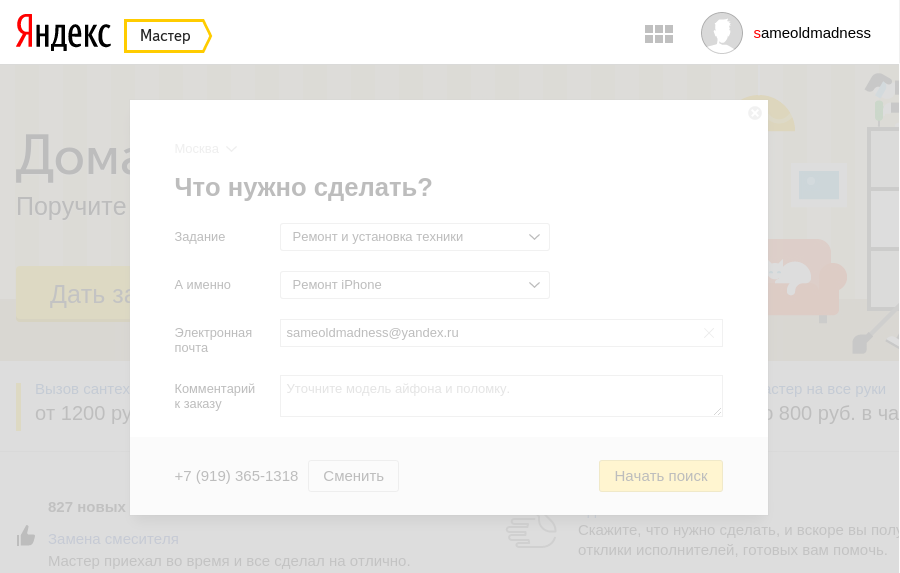 Яндекс Мастер sameoldmadness
Дома
Поручите
Дать за
Москва
Что нужно сделать?
Задание Ремонт и установка техники
А именно Ремонт iPhone
Электронная почта sameoldmadness@yandex.ru
Комментарий к заказу Уточните модель айфона и поломку.
+7 (919) 365-1318 Сменить Начать поиск
Вызов сантех
от 1200 ру
астер на все руки
о 800 руб. в ча
827 новых
Замена смесителя
Мастер приехал во время и все сделал на отлично.
Скажите, что нужно сделать, и вскоре вы полу
отклики исполнителей, готовых вам помочь.